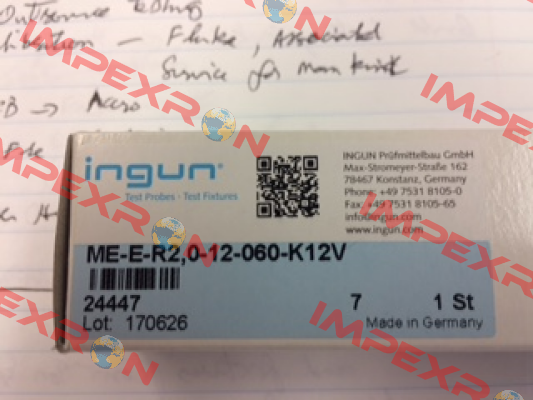 Outsource testing
Fluke, Associated
Service for man kind
IMPEXRON
IMPEXRON
IMPEXRON
IMPEXRON
ingun
Test Probes · Test Fixtures
INGUN Prüfmittelbau GmbH
Max-Stromeyer-Straße 162
78467 Konstanz, Germany
Phone: +49 7531 8105-0
Fax: +49 7531 8105-65
info@ingun.com
www.ingun.com
ME-E-R2,0-12-060-K12V
24447 7 1 St
Lot: 170626 Made in Germany